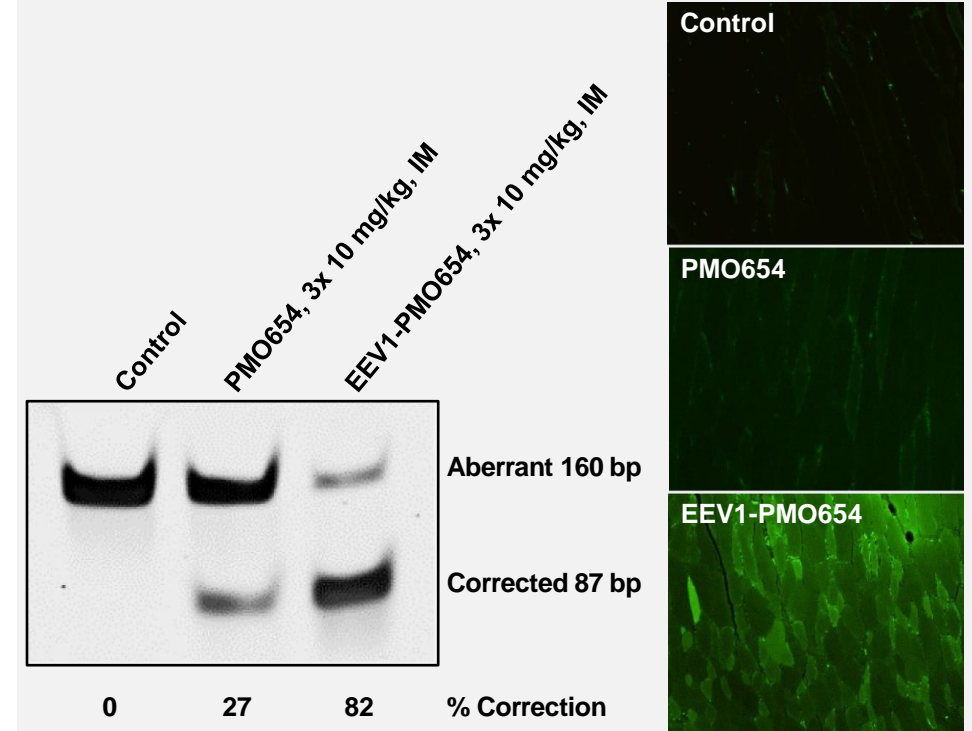 Control
PMO654, 3x 10 mg/kg, IM
EEV1-PMO654, 3x 10 mg/kg, IM
Aberrant 160 bp
Corrected 87 bp
0 27 82 % Correction
Control
PMO654
EEV1-PMO654